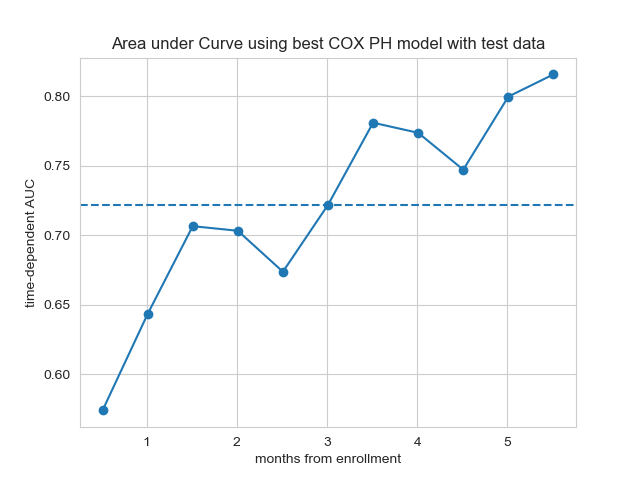 Area under Curve using best COX PH model with test data
time-dependent AUC
0.80
0.75
0.70
0.65
0.60
1 2 3 4 5
months from enrollment